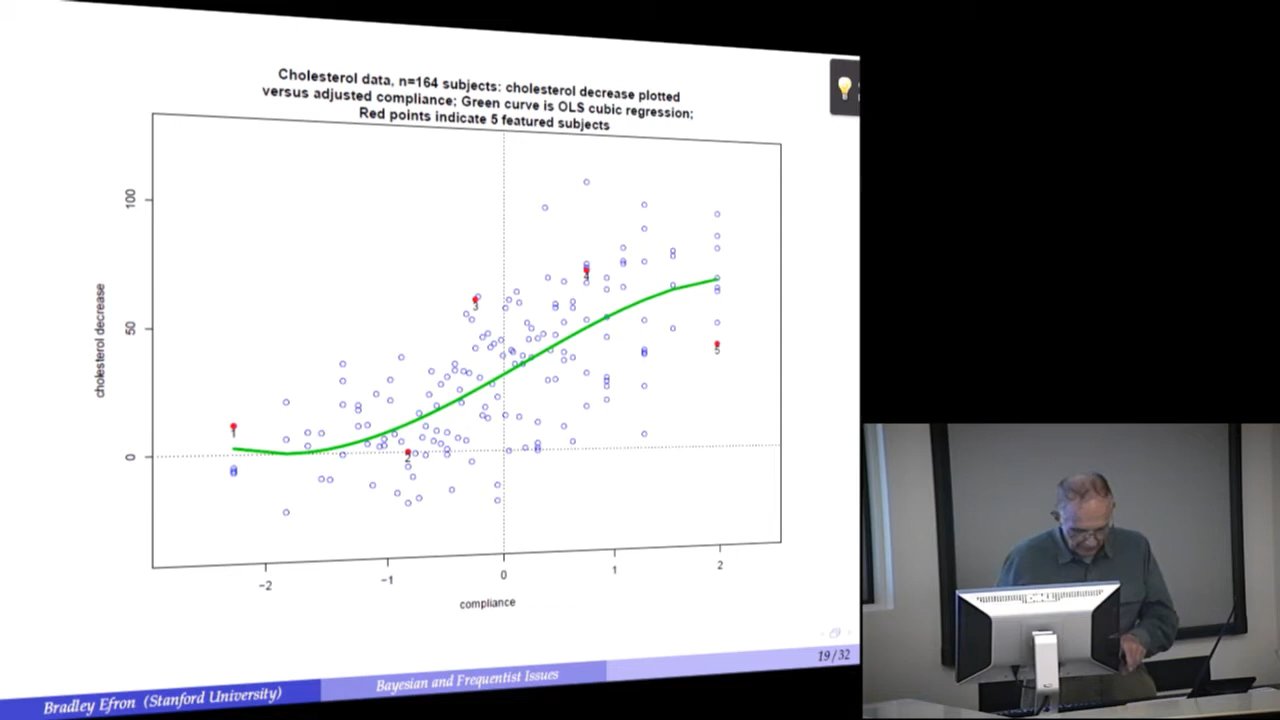 Cholesterol data, n=164 subjects: cholesterol decrease plotted
versus adjusted compliance; Green curve is OLS cubic regression;
Red points indicate 5 featured subjects
100
50
0
cholesterol decrease
1
2
3
4
5
−2
−1
0
1
2
compliance
19/32
Bradley Efron (Stanford University)
Bayesian and Frequentist Issues